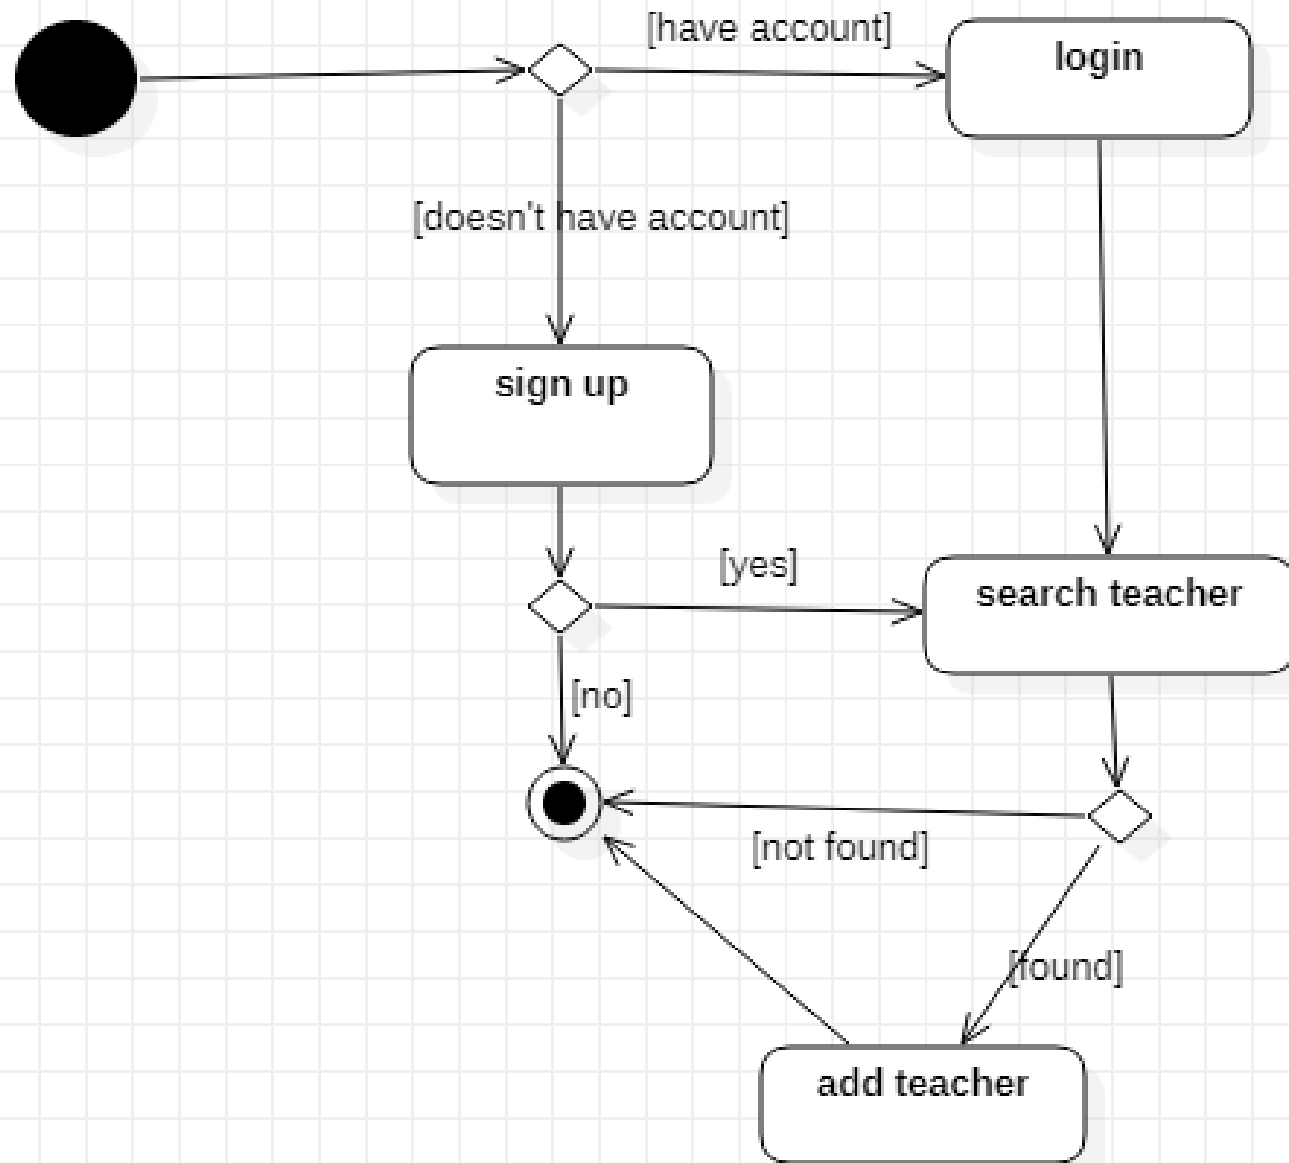 [have account]
login
[doesn't have account]
sign up
[yes]
search teacher
[no]
[not found]
[found]
add teacher